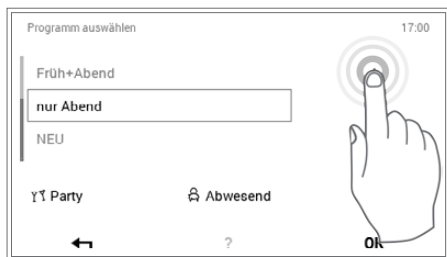 Programm auswählen 17:00
Früh+Abend
nur Abend
NEU
Party Abwesend
? OK